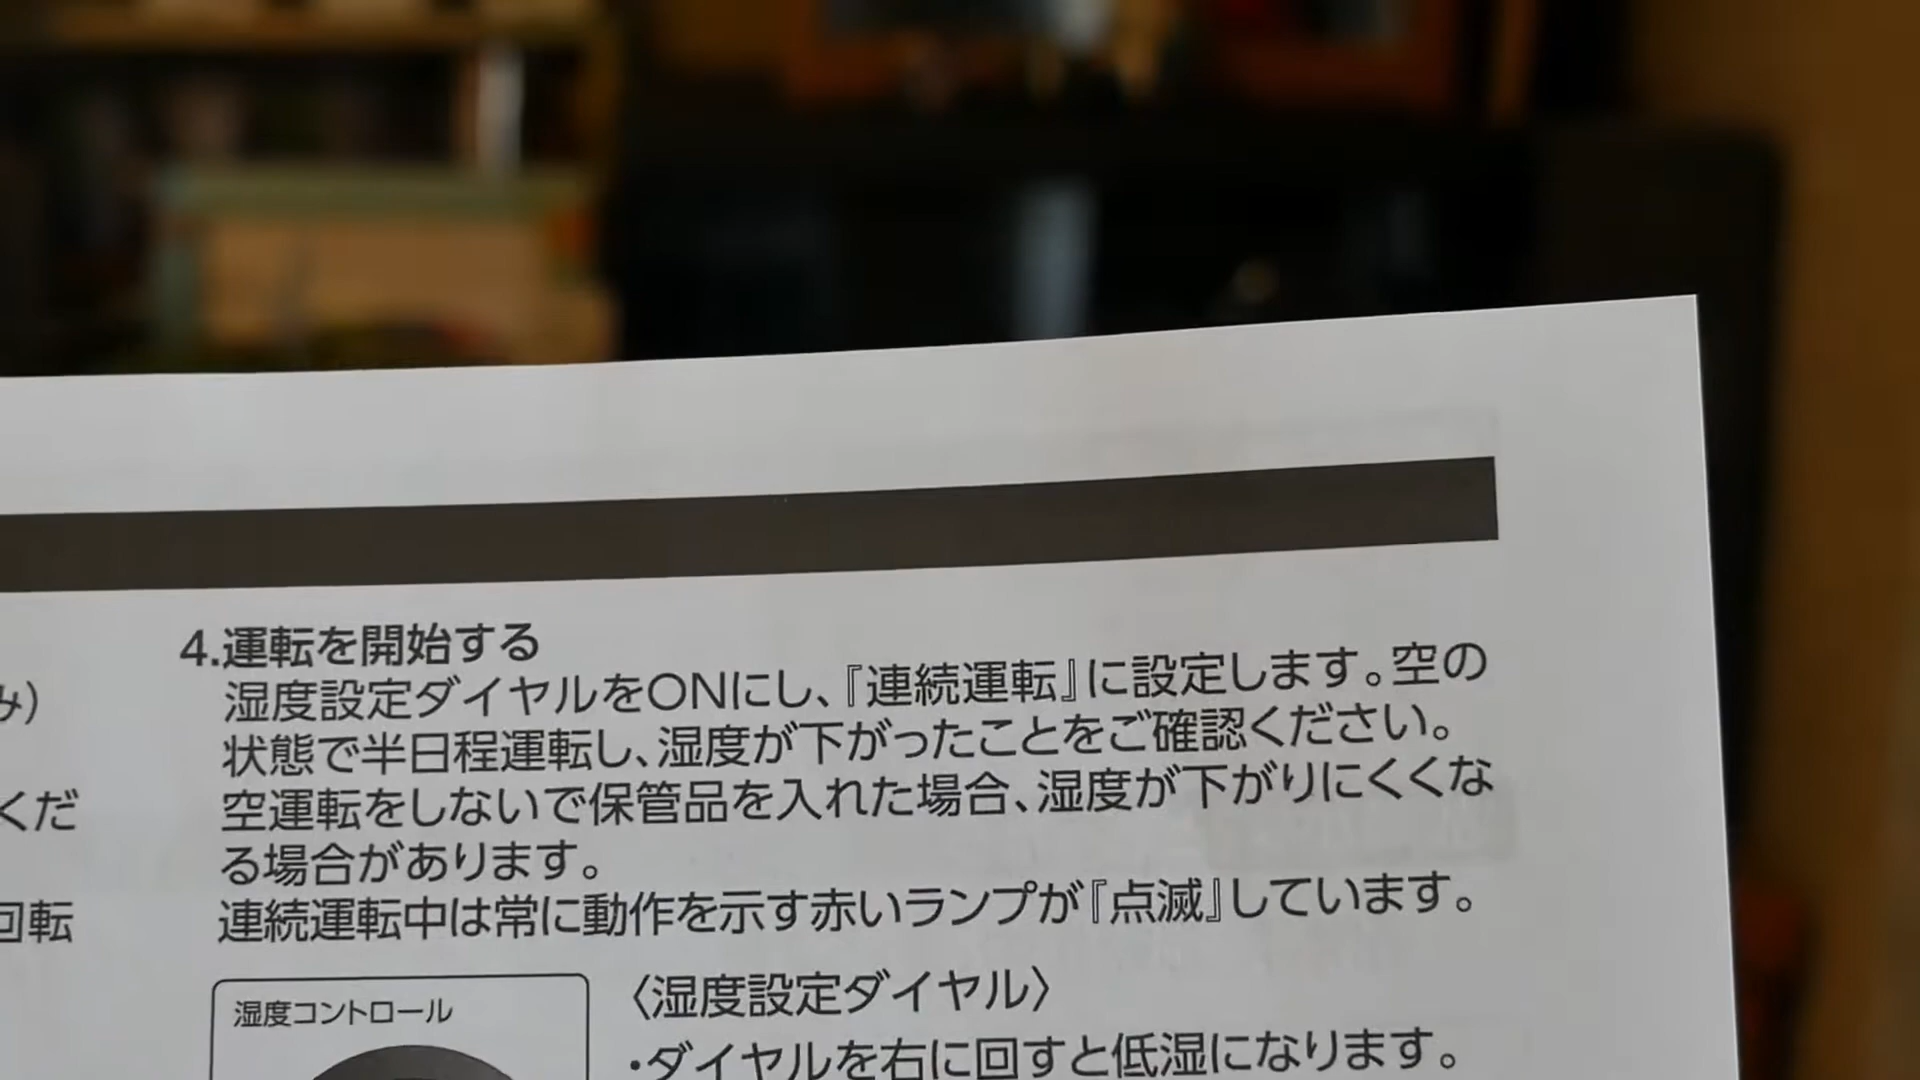 み）
くだ
回転
4.運転を開始する
湿度設定ダイヤルをONにし、『連続運転』に設定します。空の
状態で半日程運転し、湿度が下がったことをご確認ください。
空運転をしないで保管品を入れた場合、湿度が下がりにくくな
る場合があります。
連続運転中は常に動作を示す赤いランプが『点滅』しています。
湿度コントロール
〈湿度設定ダイヤル〉
・ダイヤルを右に回すと低湿になります。